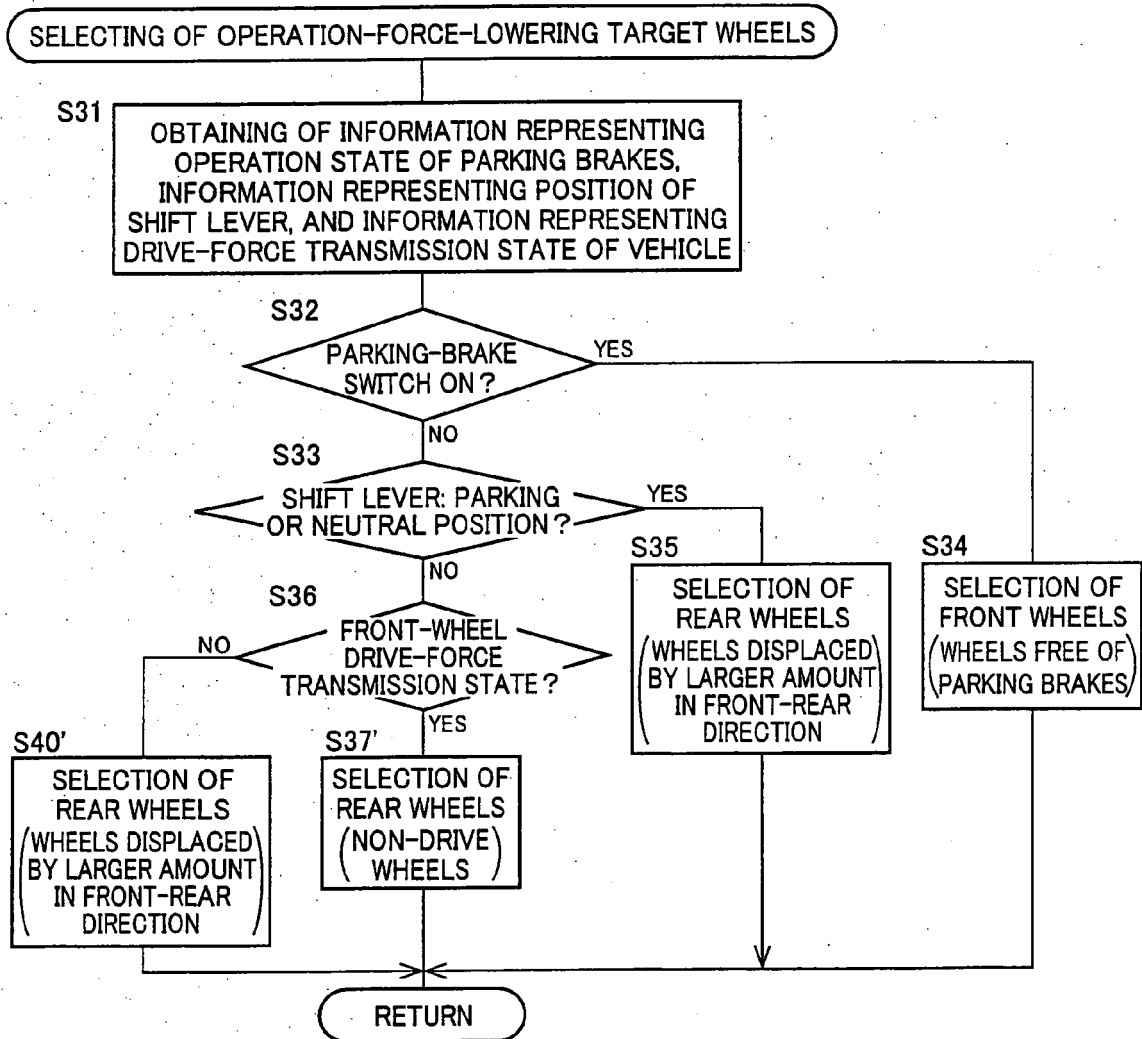 SELECTING OF OPERATION-FORCE-LOWERING TARGET WHEELS
S31
OBTAINING OF INFORMATION REPRESENTING
OPERATION STATE OF PARKING BRAKES,
INFORMATION REPRESENTING POSITION OF
SHIFT LEVER, AND INFORMATION REPRESENTING
DRIVE-FORCE TRANSMISSION STATE OF VEHICLE
S32
PARKING-BRAKE
SWITCH ON?
YES
NO
S33
SHIFT LEVER: PARKING
OR NEUTRAL POSITION?
YES
NO
S36
FRONT-WHEEL
DRIVE-FORCE
TRANSMISSION STATE?
NO
YES
S35
SELECTION OF
REAR WHEELS
(WHEELS DISPLACED
BY LARGER AMOUNT
IN FRONT-REAR
DIRECTION)
S34
SELECTION OF
FRONT WHEELS
(WHEELS FREE OF
PARKING BRAKES)
S40'
SELECTION OF
REAR WHEELS
(WHEELS DISPLACED
BY LARGER AMOUNT
IN FRONT-REAR
DIRECTION)
S37'
SELECTION OF
REAR WHEELS
(NON-DRIVE
WHEELS)
RETURN